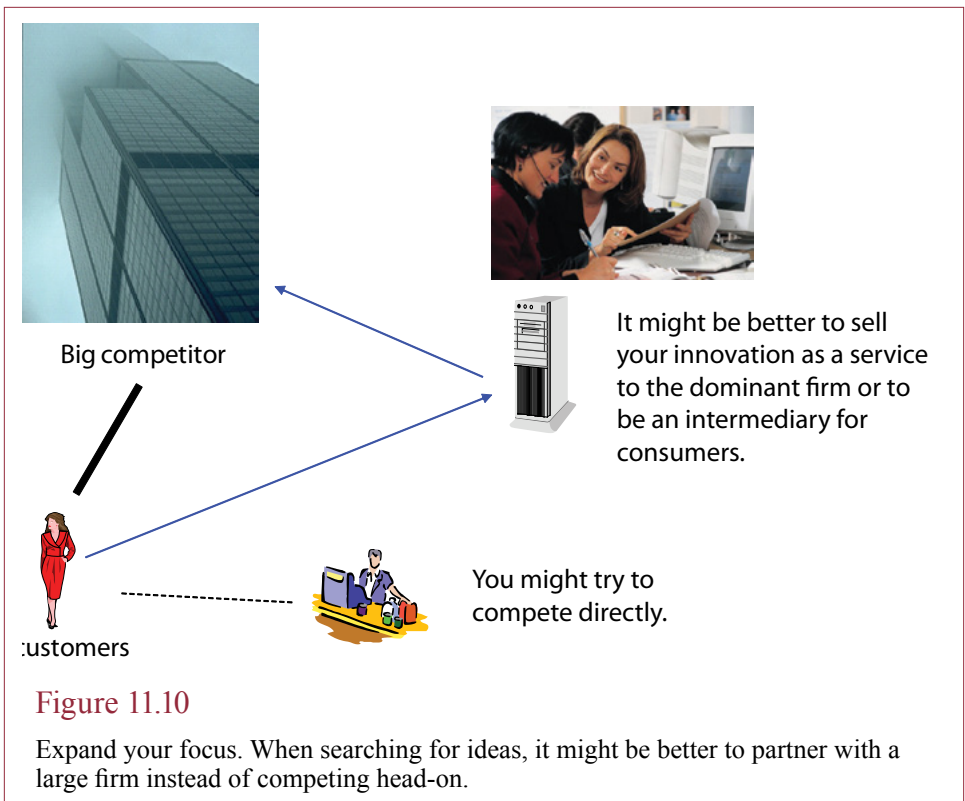 Big competitor
It might be better to sell
your innovation as a service
to the dominant firm or to
be an intermediary for
consumers.
You might try to
compete directly.
:ustomers
Figure 11.10
Expand your focus. When searching for ideas, it might be better to partner with a
large firm instead of competing head-on.